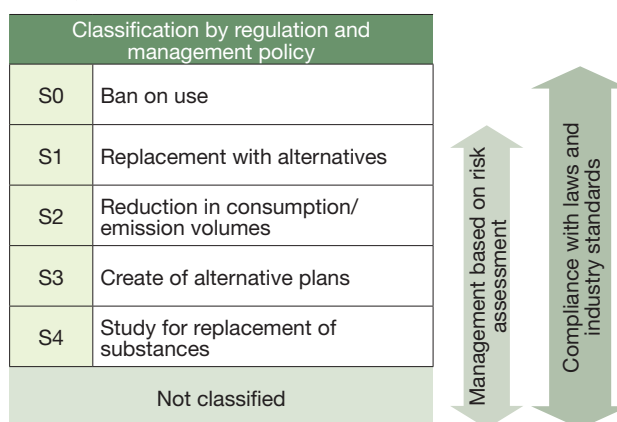 Classification by regulation and
management policy
S0 Ban on use
S1 Replacement with alternatives
S2 Reduction in consumption/
emission volumes
S3 Create of alternative plans
S4 Study for replacement of
substances
Not classified
Management based on risk
assessment
Compliance with laws and
industry standards